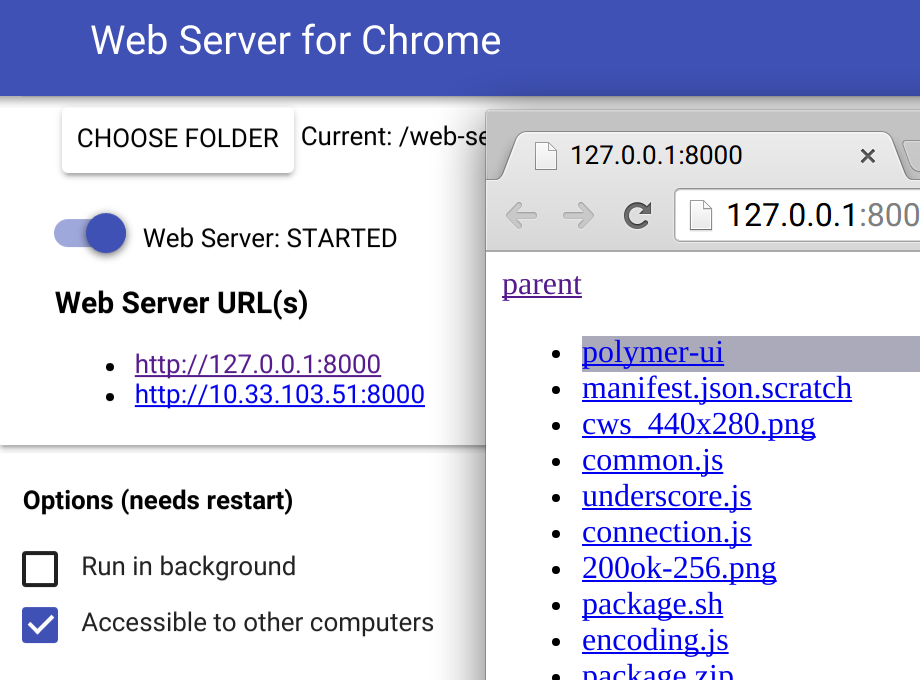 Web Server for Chrome
CHOOSE FOLDER Current: /web-se
Web Server: STARTED
Web Server URL(s)
http://127.0.0.1:8000
http://10.33.103.51:8000
Options (needs restart)
Run in background
Accessible to other computers
127.0.0.1:8000
127.0.0.1:800
parent
polymer-ui
manifest.json.scratch
cws_440x280.png
common.js
underscore.js
connection.js
200ok-256.png
package.sh
encoding.js
package.zip